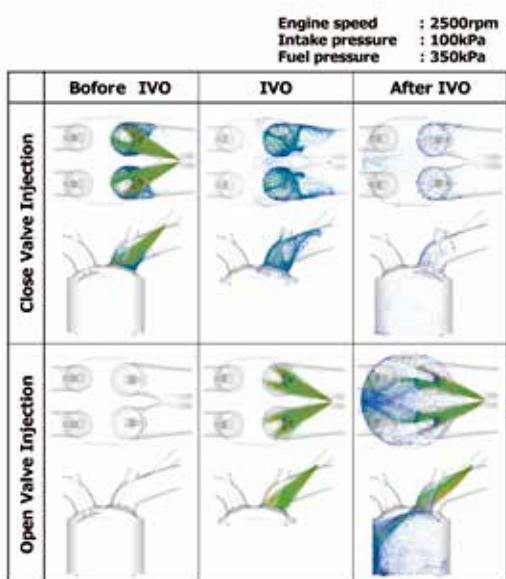 Engine speed : 2500rpm
Intake pressure : 100kPa
Fuel pressure : 350kPa
Bofore IVO IVO After IVO
Close Valve Injection
Open Valve Injection